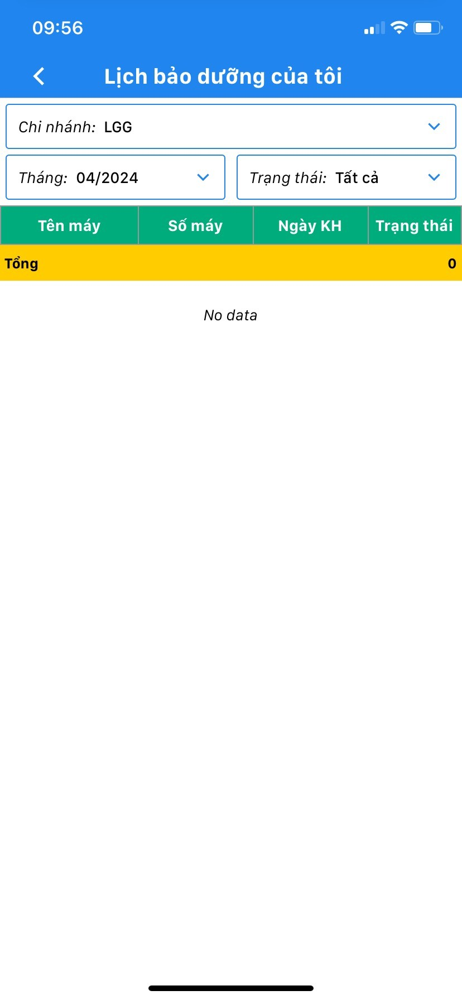 09:56
Lịch bảo dưỡng của tôi
Chi nhánh: LGG
Tháng: 04/2024 Trạng thái: Tất cả
Tên máy Số máy Ngày KH Trạng thái
Tổng 0
No data